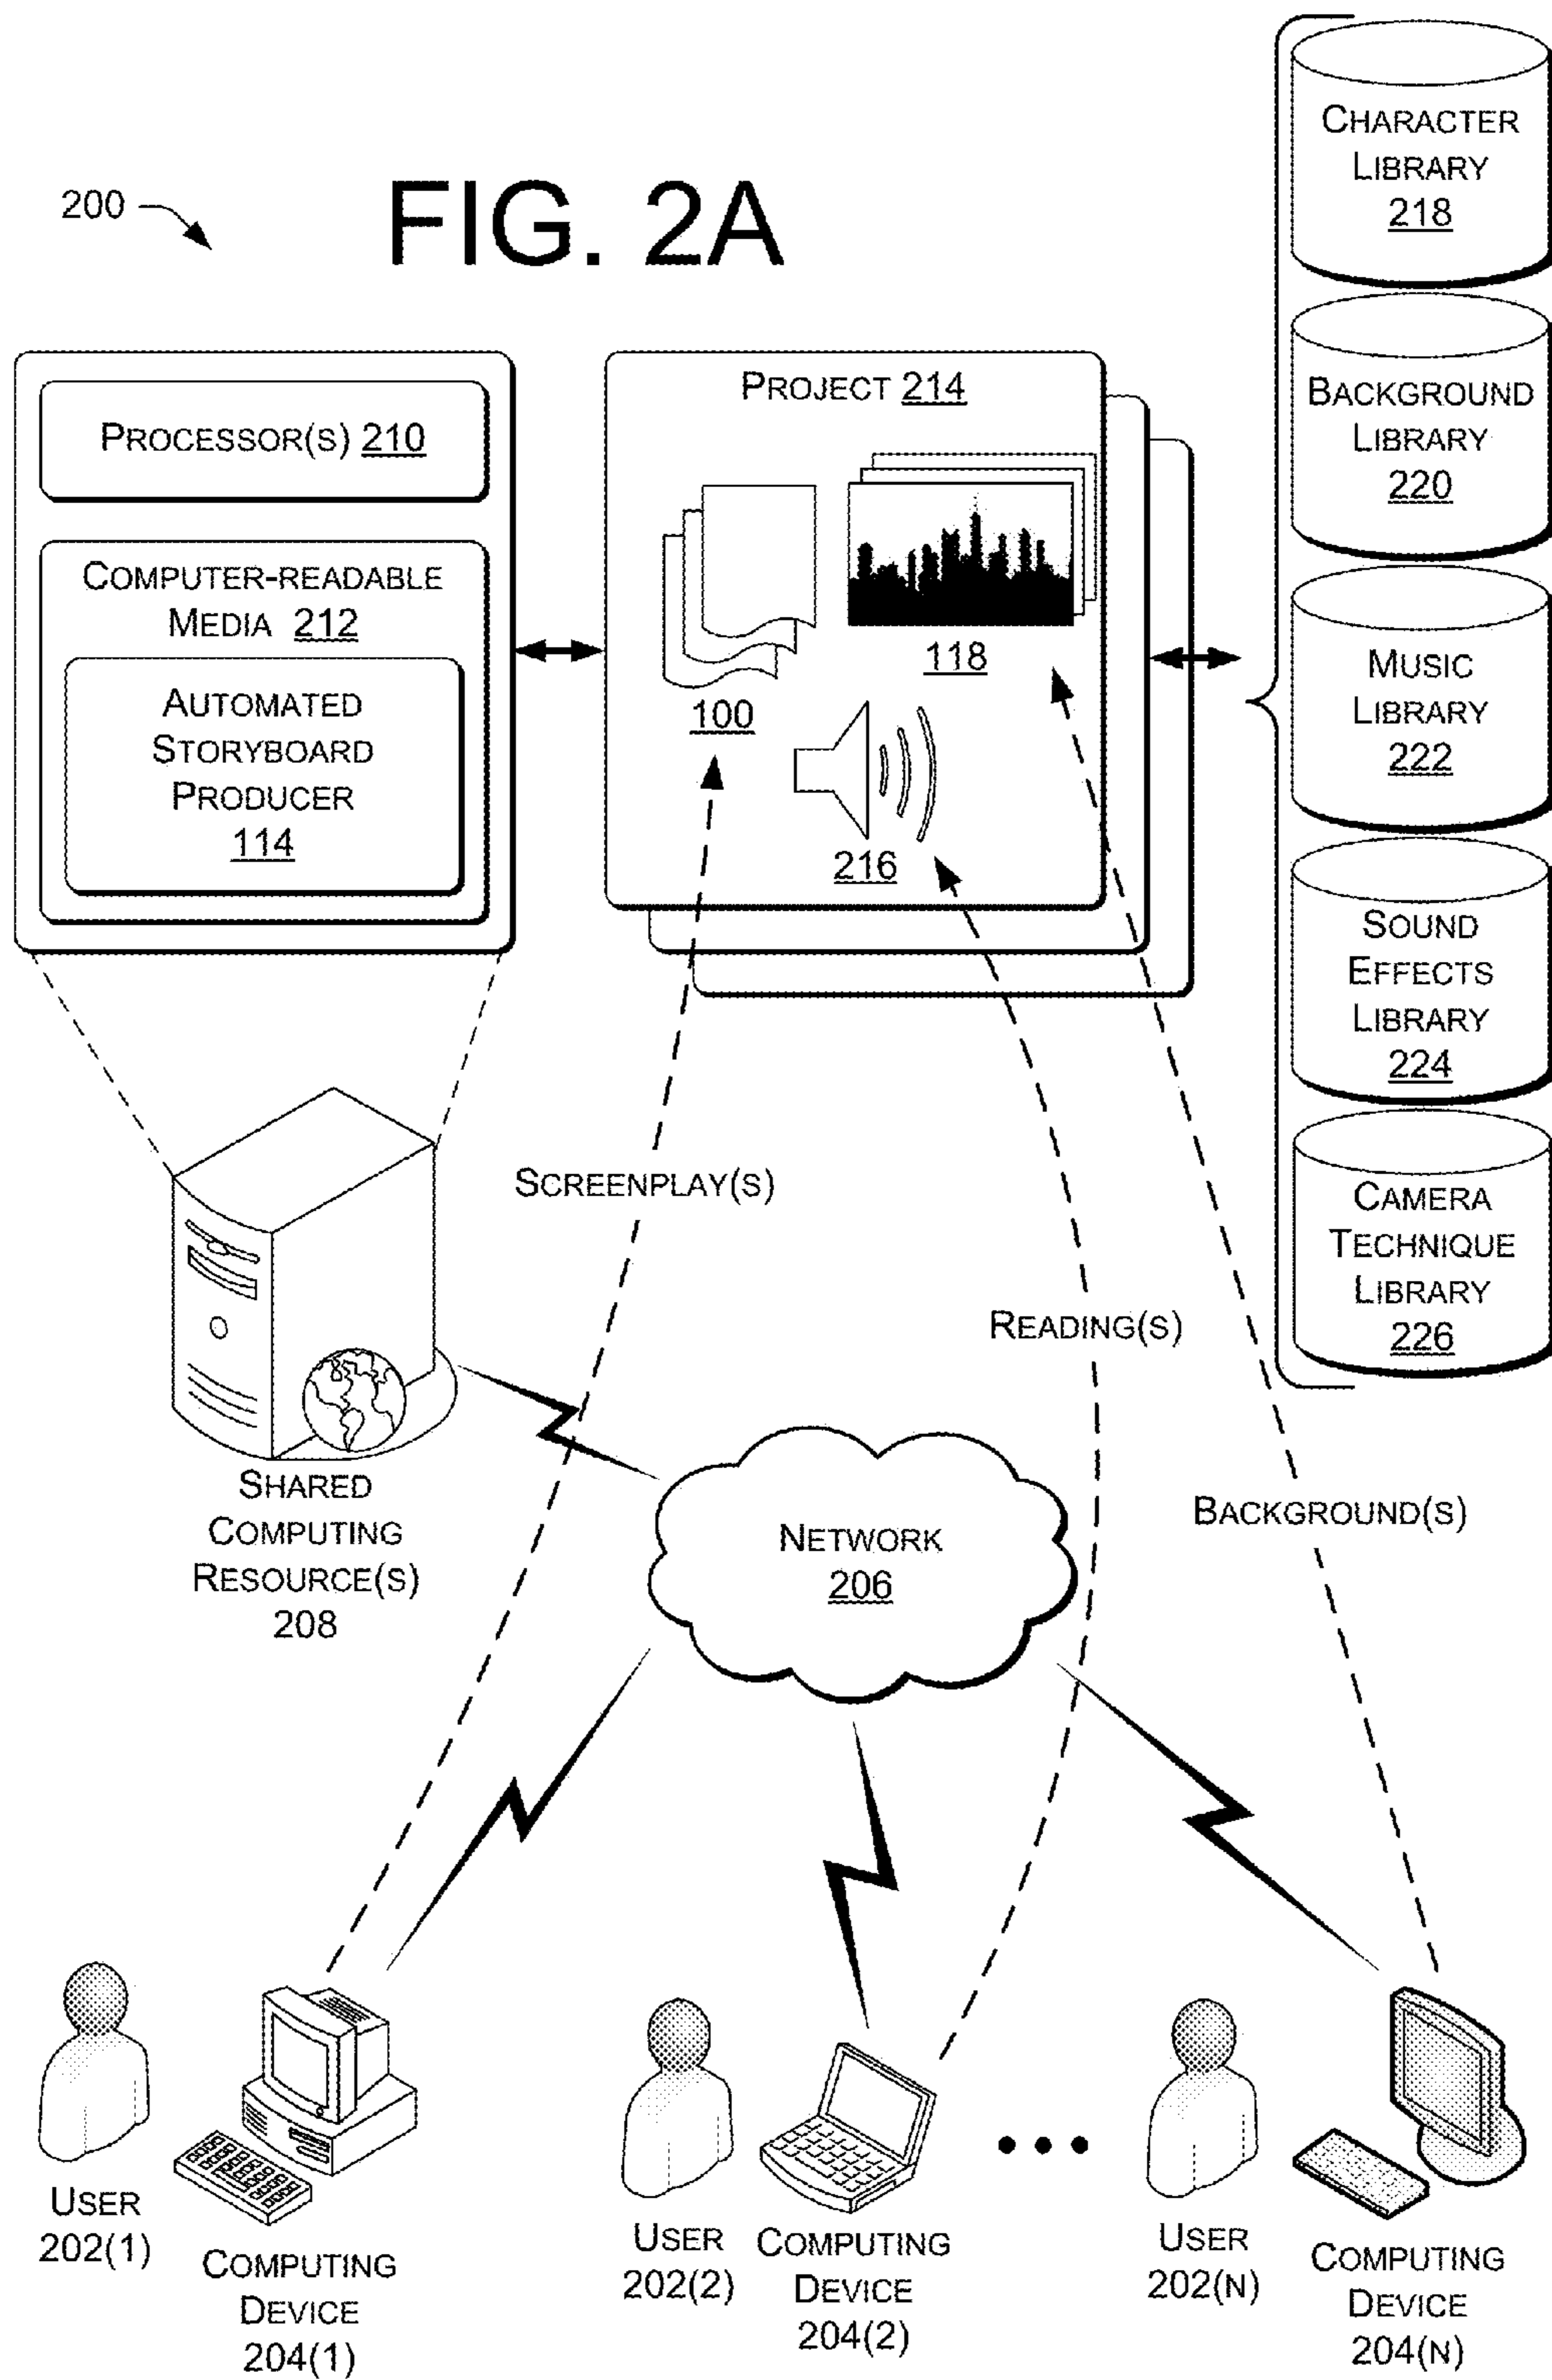 200
FIG. 2A
PROCESSOR(S) 210
COMPUTER-READABLE
MEDIA 212
AUTOMATED
STORYBOARD
PRODUCER
114
PROJECT 214
100
118
216
CHARACTER
LIBRARY
218
BACKGROUND
LIBRARY
220
MUSIC
LIBRARY
222
SOUND
EFFECTS
LIBRARY
224
CAMERA
TECHNIQUE
LIBRARY
226
SCREENPLAY(S)
READING(S)
BACKGROUND(S)
SHARED
COMPUTING
RESOURCE(S)
208
NETWORK
206
USER
202(1)
COMPUTING
DEVICE
204(1)
USER
202(2)
COMPUTING
DEVICE
204(2)
USER
202(N)
COMPUTING
DEVICE
204(N)